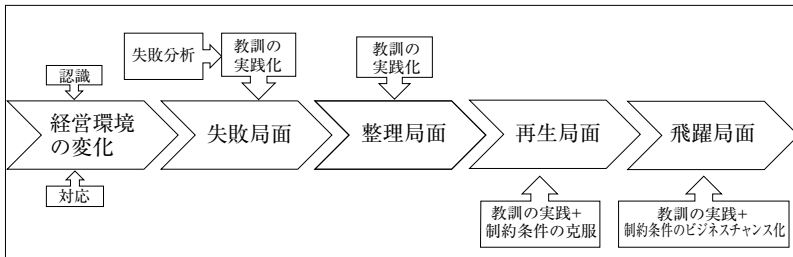 失敗分析
教訓の
実践化
教訓の
実践化
認識
経営環境
の変化
失敗局面
整理局面
再生局面
飛躍局面
対応
教訓の実践+
制約条件の克服
教訓の実践+
制約条件のビジネスチャンス化